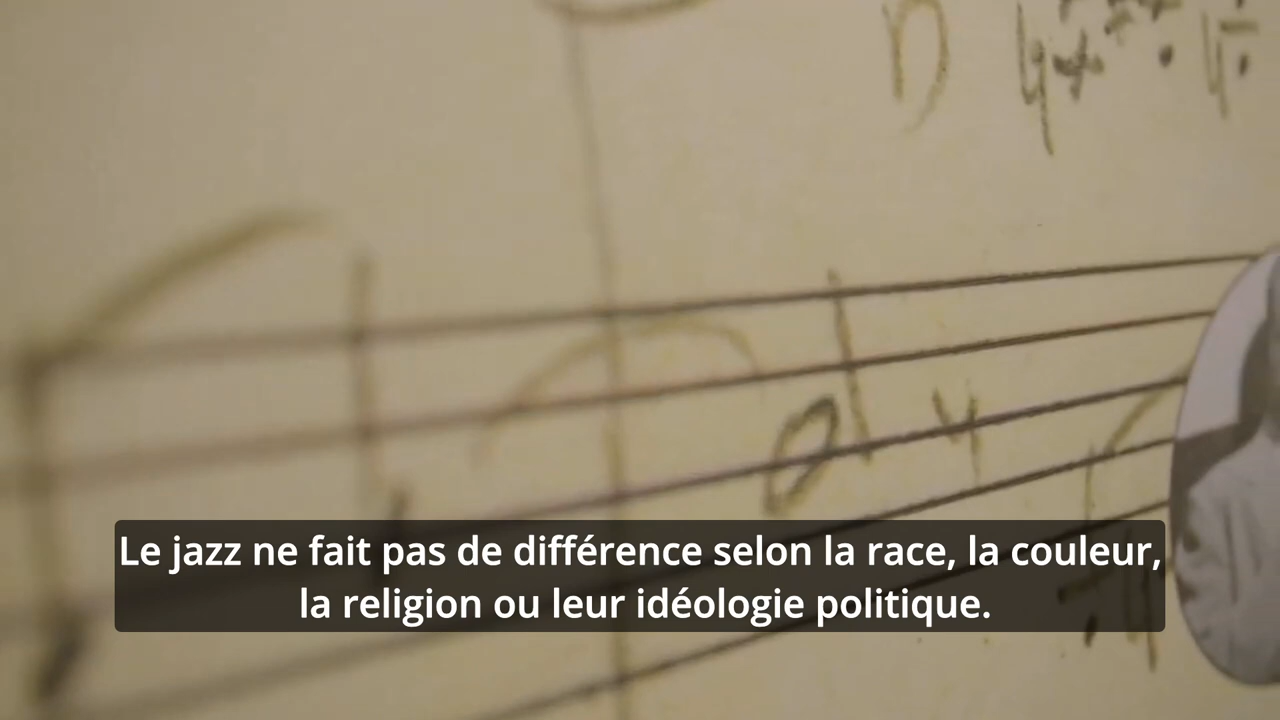 Le jazz ne fait pas de différence selon la race, la couleur,
la religion ou leur idéologie politique.